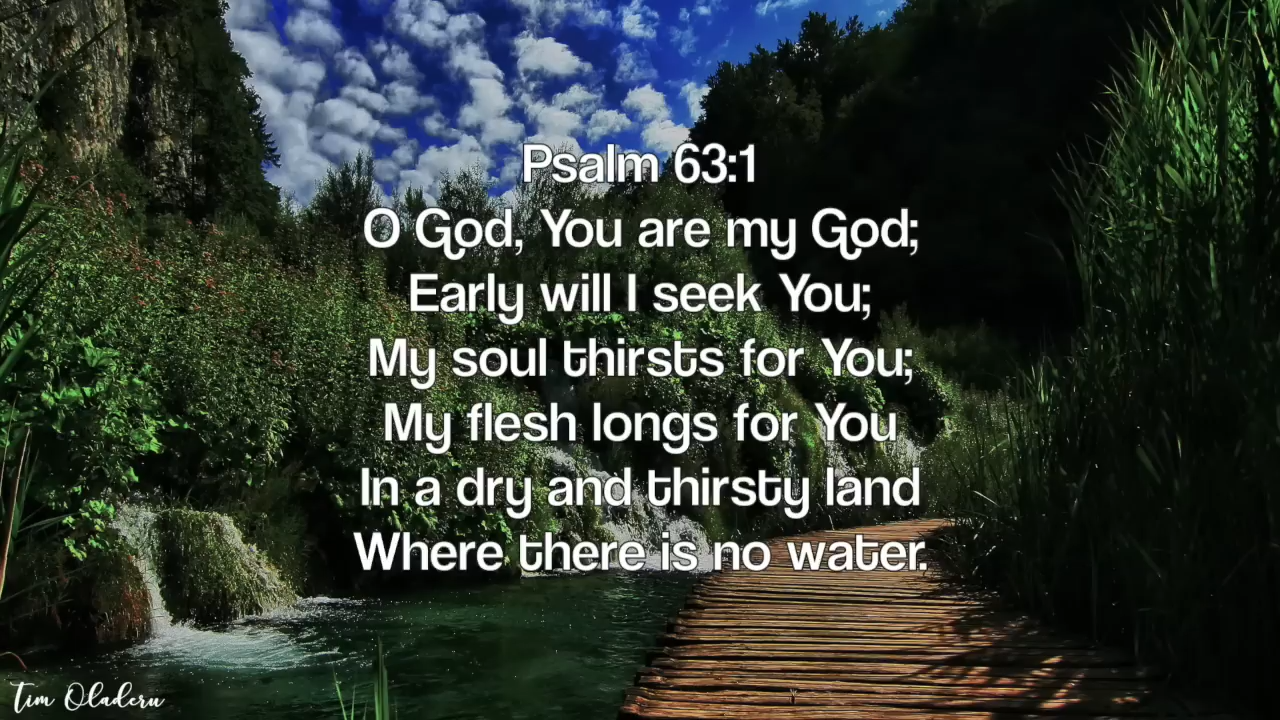 Psalm 63:1
O God, You are my God;
Early will I seek You;
My soul thirsts for You;
My flesh longs for You
In a dry and thirsty land
Where there is no water.
Tim Oladeru